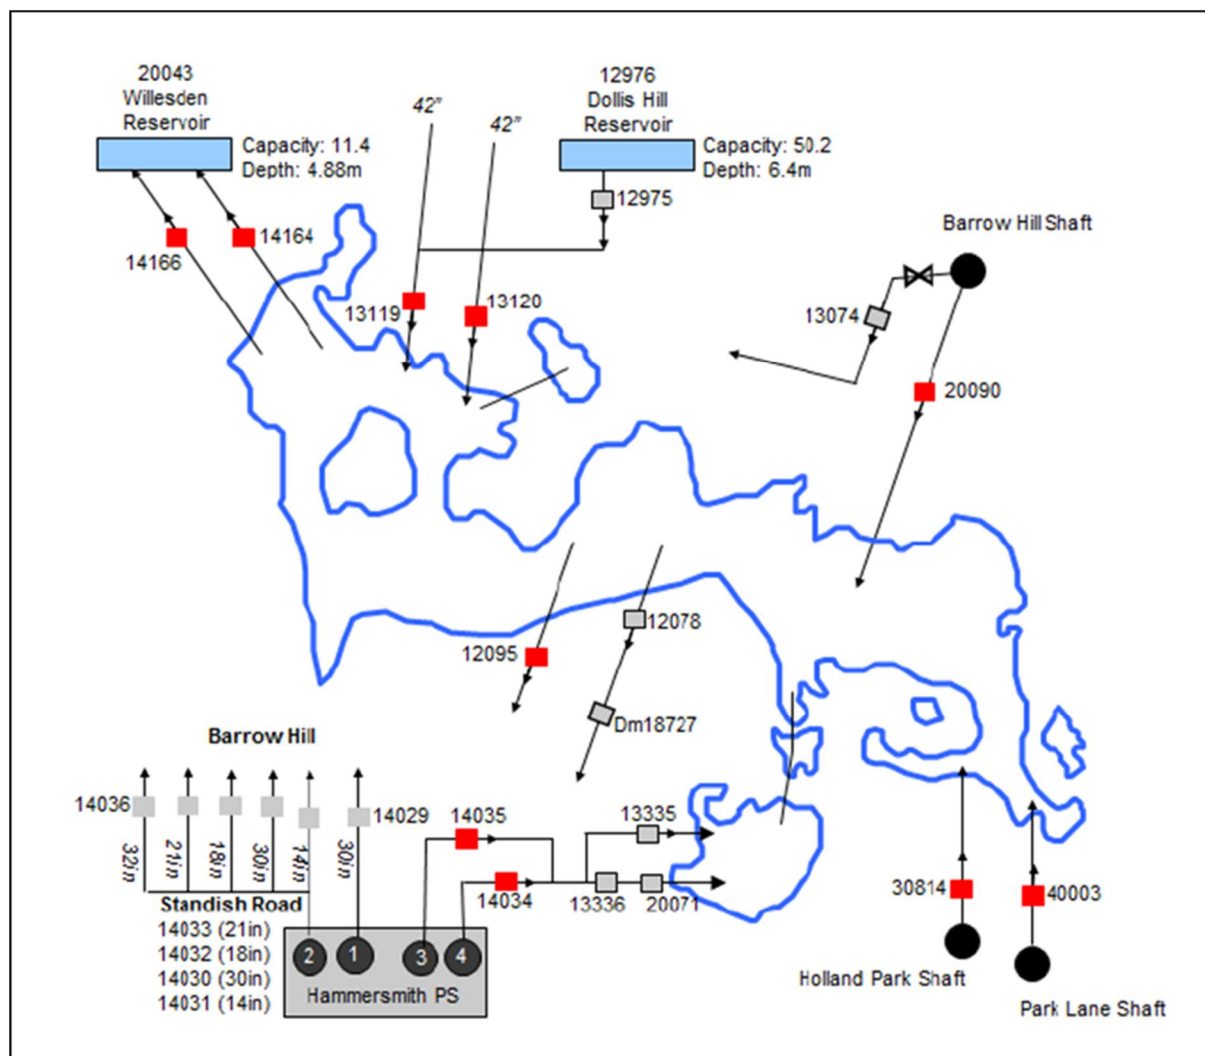 20043
Willesden
Reservoir
Capacity: 11.4
Depth: 4.88m
42"
42"
12976
Dollis Hill
Reservoir
Capacity: 50.2
Depth: 6.4m
12975
14166
14164
13119
13120
Barrow Hill Shaft
13074
20090
12095
12078
Dm18727
Barrow Hill
14036
14029
32in
21in
18in
30in
14in
30in
14035
14034
13335
13336
20071
Standish Road
14033 (21in)
14032 (18in)
14030 (30in)
14031 (14in)
2
1
3
4
Hammersmith PS
30814
40003
Holland Park Shaft
Park Lane Shaft